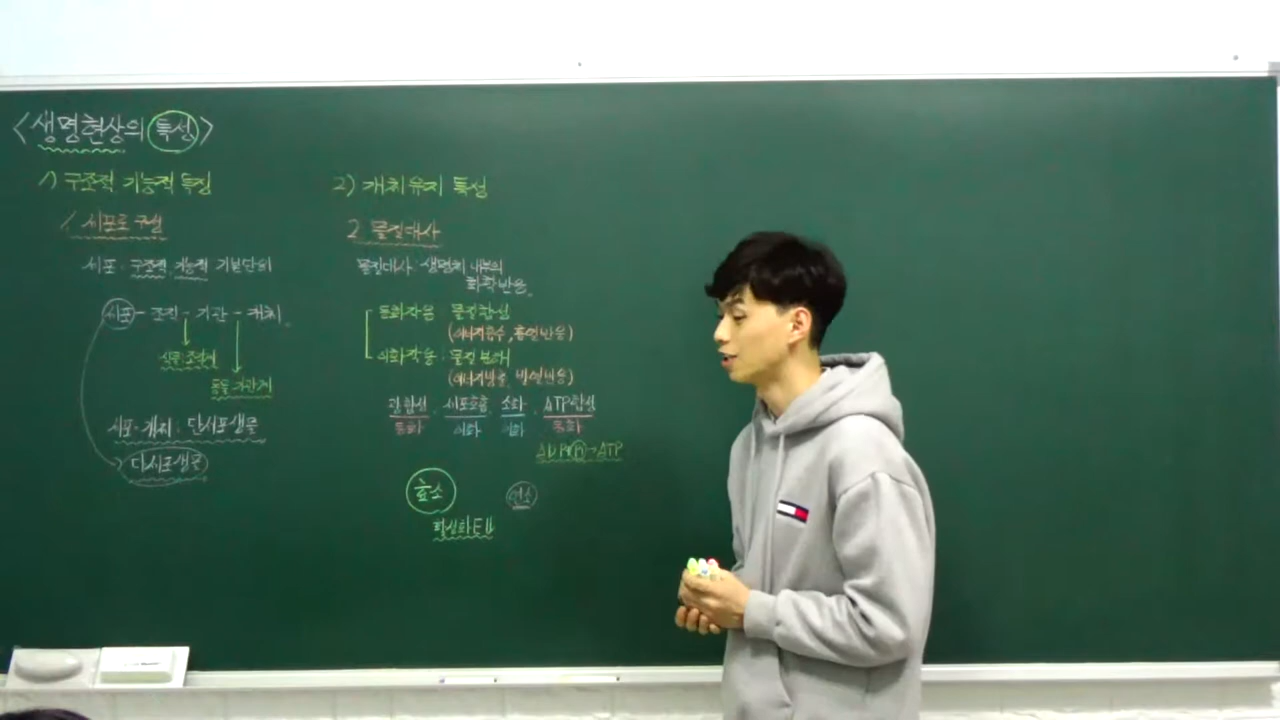 <생명현상의 특성>
1) 구조적 기능적 특징
1. 세포로 구성
세포 : 구조적, 기능적 기본단위
세포 - 조직 - 기관 - 개체
식물 : 조직계
동물 : 기관계
세포 = 개체 : 단세포생물
다세포생물
2) 개체유지 특성
2. 물질대사
물질대사 : 생명체 내부의
화학반응.
동화작용 : 물질합성
(에너지흡수, 흡열반응)
이화작용 : 물질분해
(에너지방출, 발열반응)
광합성, 세포호흡, 소화, ATP합성
동화 이화 이화 동화
ADP+Pi→ATP
효소 연소
활성화E